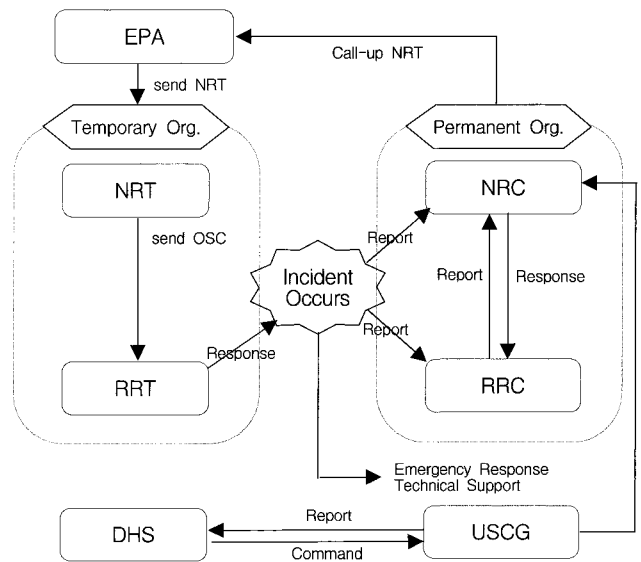 EPA
Call-up NRT
send NRT
Temporary Org.
Permanent Org.
NRT
NRC
send OSC
Report
Incident
Occurs
Report
Response
Report
Response
RRT
RRC
Emergency Response
Technical Support
DHS
Report
Command
USCG